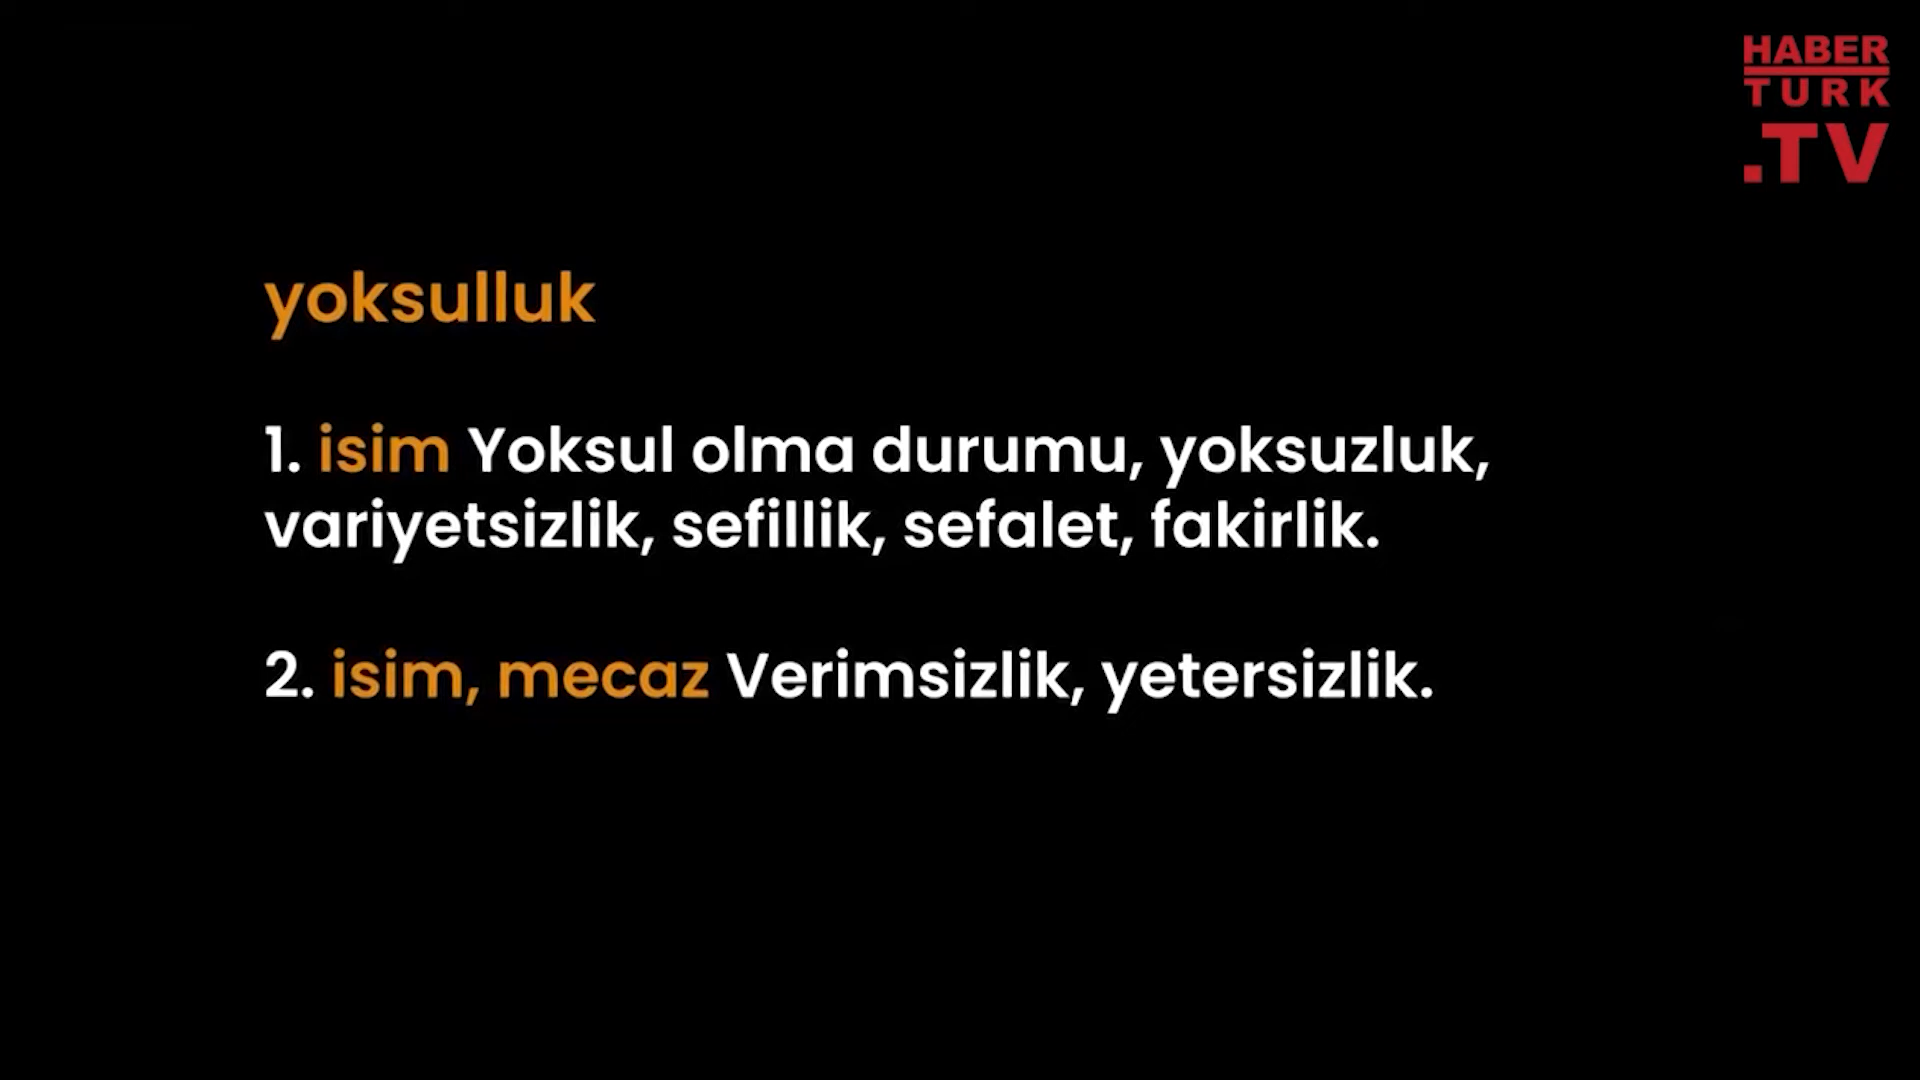 HABER
TURK
.TV
yoksulluk
1. isim Yoksul olma durumu, yoksuzluk,
variyetsizlik, sefillik, sefalet, fakirlik.
2. isim, mecaz Verimsizlik, yetersizlik.